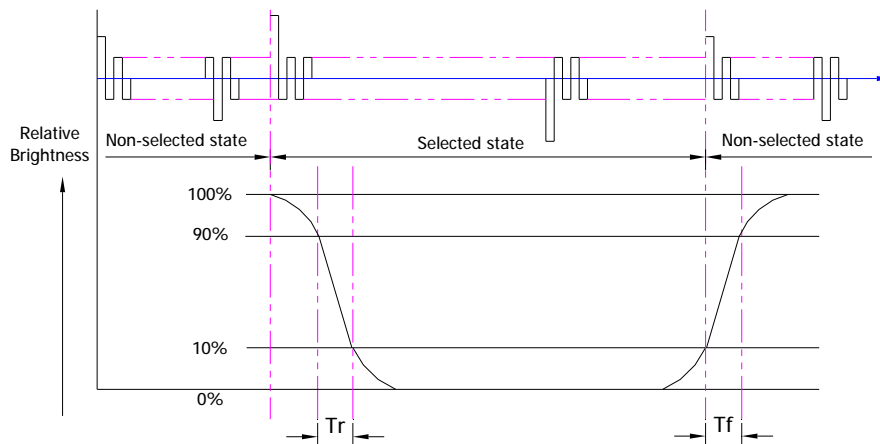 Relative
Brightness
Non-selected state
Selected state
Non-selected state
100%
90%
10%
0%
Tr
Tf